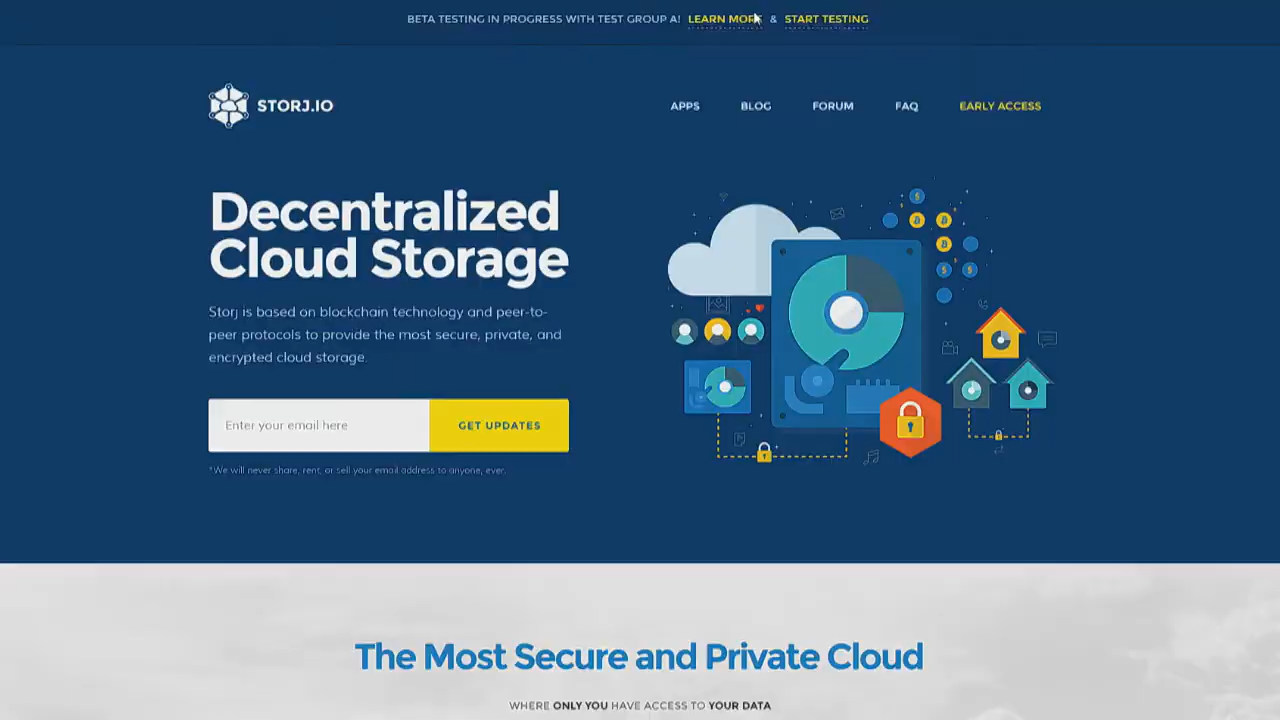 BETA TESTING IN PROGRESS WITH TEST GROUP A! LEARN MORE & START TESTING
STORJ.IO
APPS BLOG FORUM FAQ EARLY ACCESS
Decentralized
Cloud Storage
Storj is based on blockchain technology and peer-to-
peer protocols to provide the most secure, private, and
encrypted cloud storage.
Enter your email here
GET UPDATES
*We will never share, rent, or sell your email address to anyone, ever.
The Most Secure and Private Cloud
WHERE ONLY YOU HAVE ACCESS TO YOUR DATA